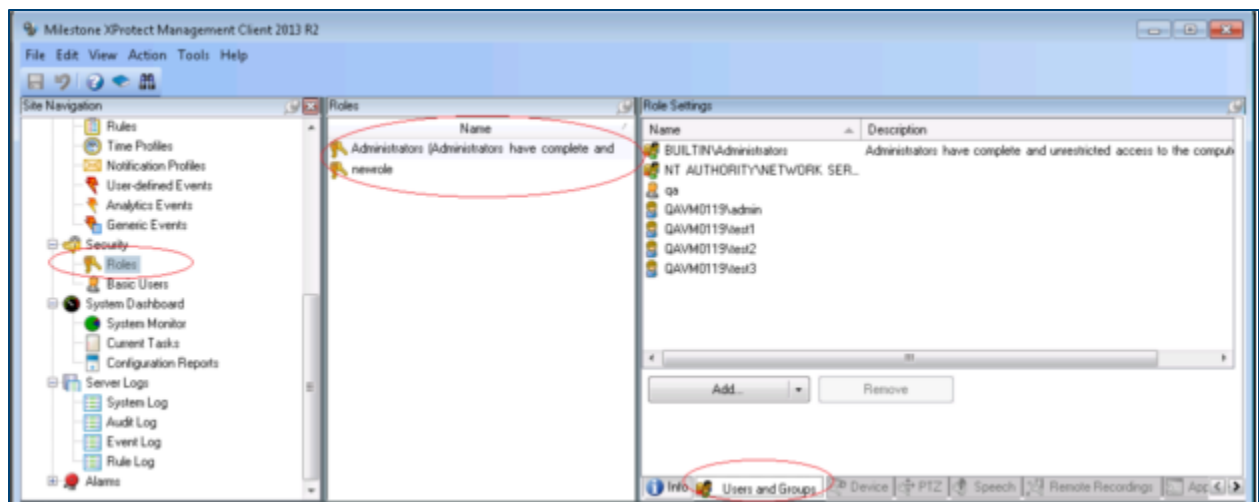 Milestone XProtect Management Client 2013 R2
File Edit View Action Tools Help
Site Navigation
Rules
Time Profiles
Notification Profiles
User-defined Events
Analytics Events
Generic Events
Security
Roles
Basic Users
System Dashboard
System Monitor
Current Tasks
Configuration Reports
Server Logs
System Log
Audit Log
Event Log
Rule Log
Alarms
Roles
Name
Administrators (Administrators have complete and
newrole
Role Settings
Name Description
BUILTIN\Administrators Administrators have complete and unrestricted access to the comput
NT AUTHORITY\NETWORK SER...
qa
QAVM0119\admin
QAVM0119\test1
QAVM0119\test2
QAVM0119\test3
Add... Remove
Info Users and Groups Device PTZ Speech Remote Recordings App